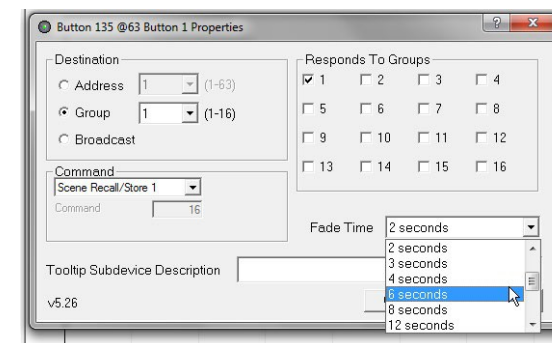 Button 135 @63 Button 1 Properties
Destination
Address 1 (1-63)
Group 1 (1-16)
Broadcast
Command
Scene Recall/Store 1
Command 16
Responds To Groups
1 2 3 4
5 6 7 8
9 10 11 12
13 14 15 16
Fade Time 2 seconds
2 seconds
3 seconds
4 seconds
6 seconds
8 seconds
12 seconds
Tooltip Subdevice Description
v5.26